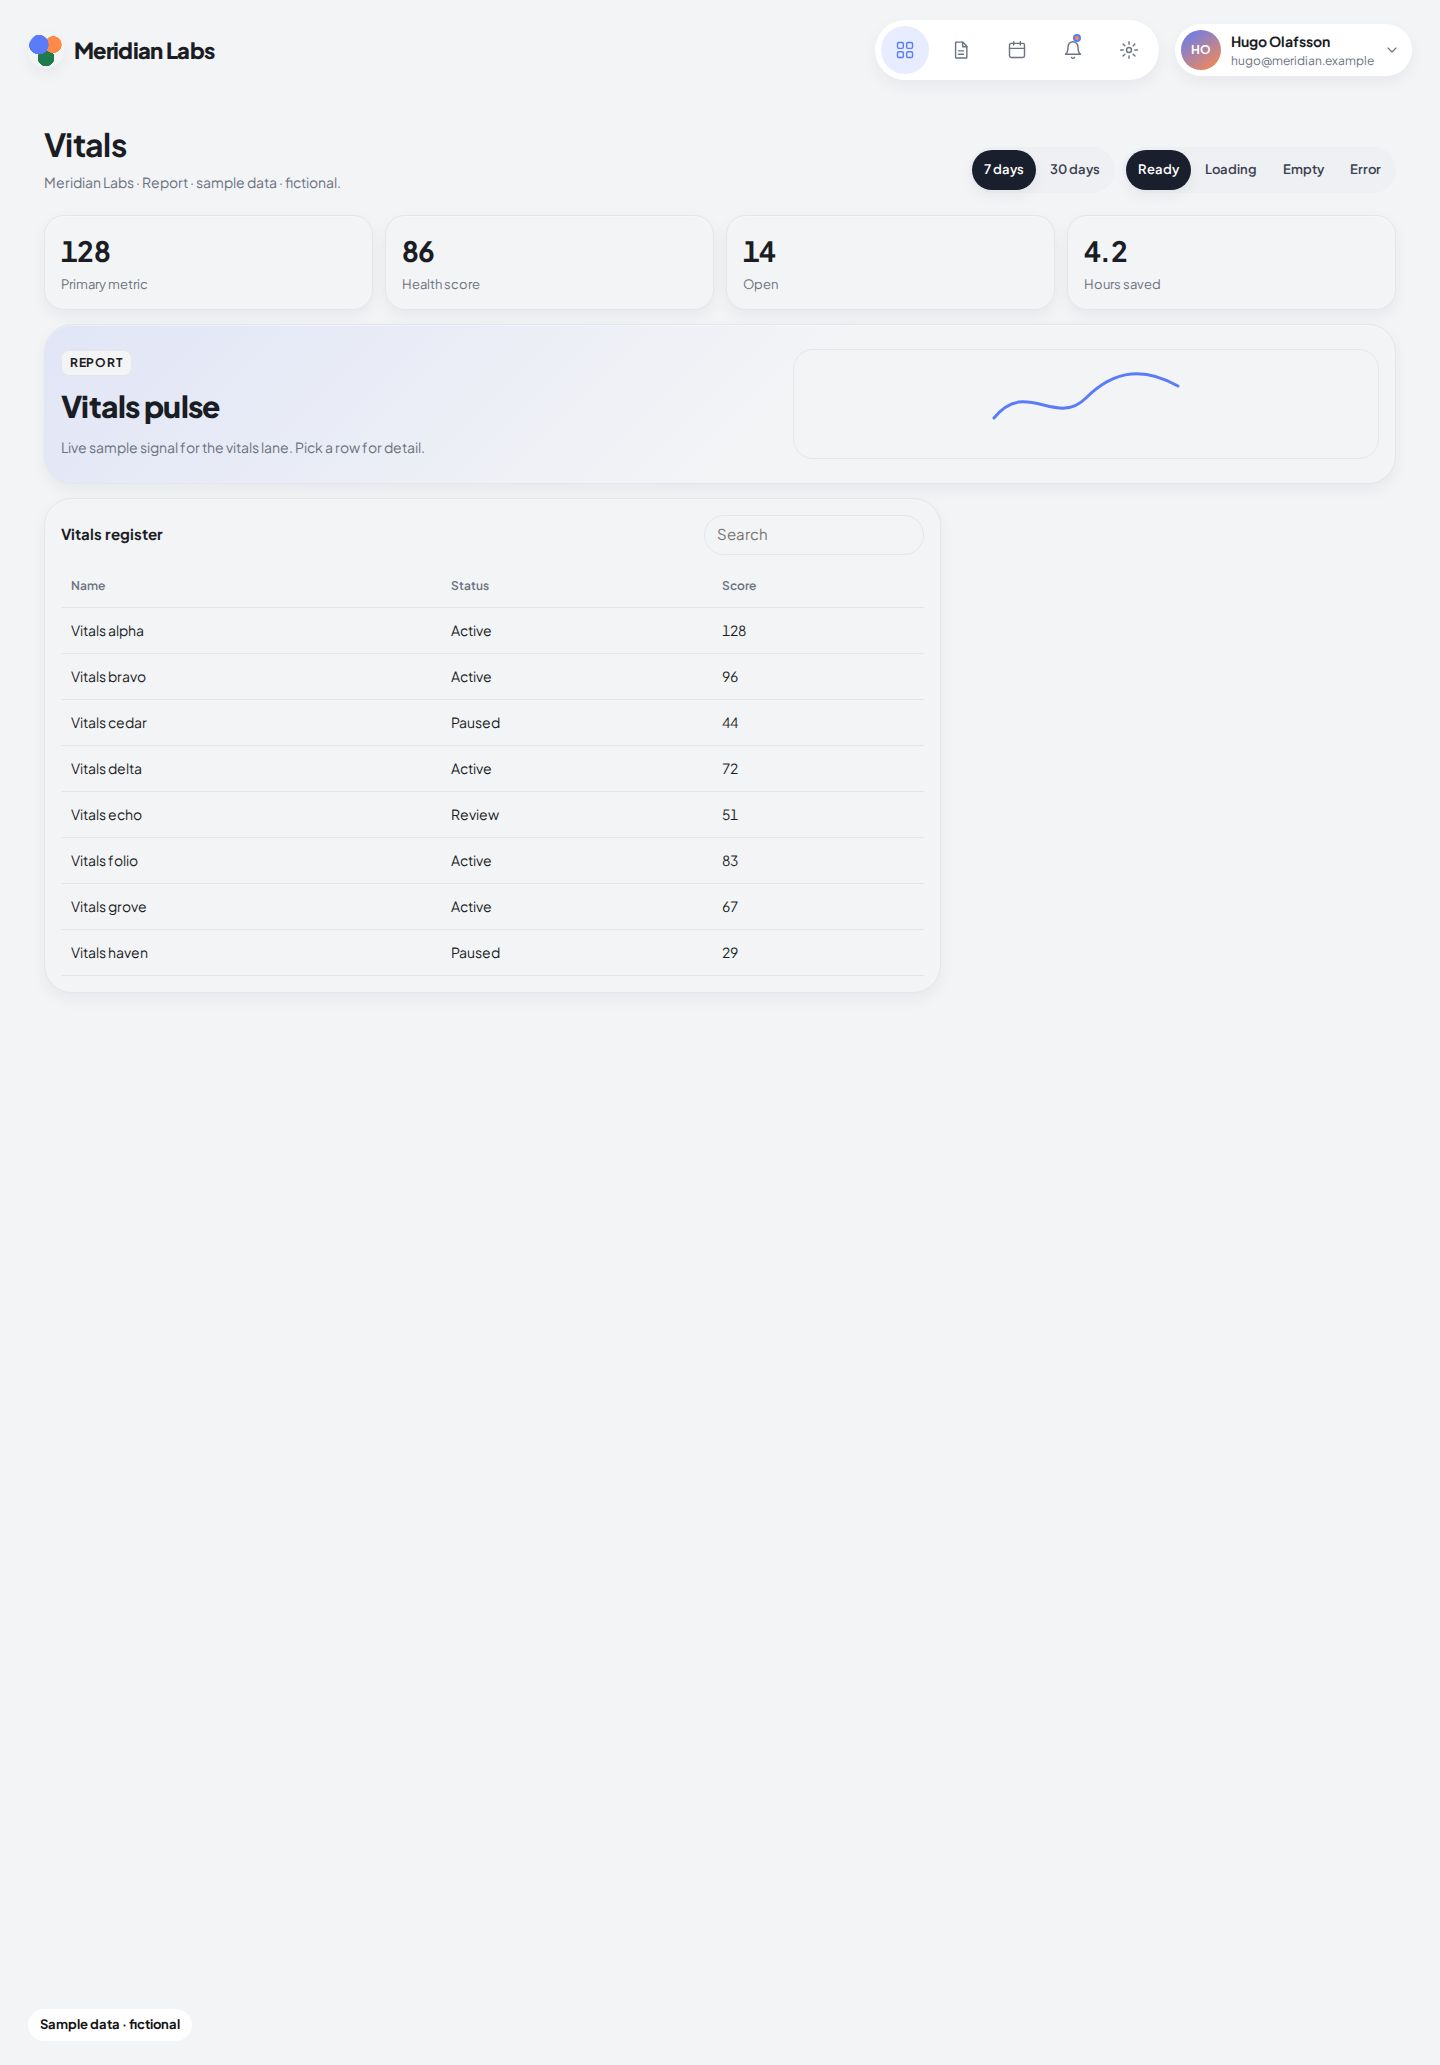 Meridian Labs
HO
Hugo Olafsson
hugo@meridian.example
Vitals
Meridian Labs · Report · sample data · fictional.
7 days
30 days
Ready
Loading
Empty
Error
128
Primary metric
86
Health score
14
Open
4.2
Hours saved
REPORT
Vitals pulse
Live sample signal for the vitals lane. Pick a row for detail.
Vitals register
Search
Name Status Score
Vitals alpha Active 128
Vitals bravo Active 96
Vitals cedar Paused 44
Vitals delta Active 72
Vitals echo Review 51
Vitals folio Active 83
Vitals grove Active 67
Vitals haven Paused 29
Sample data · fictional